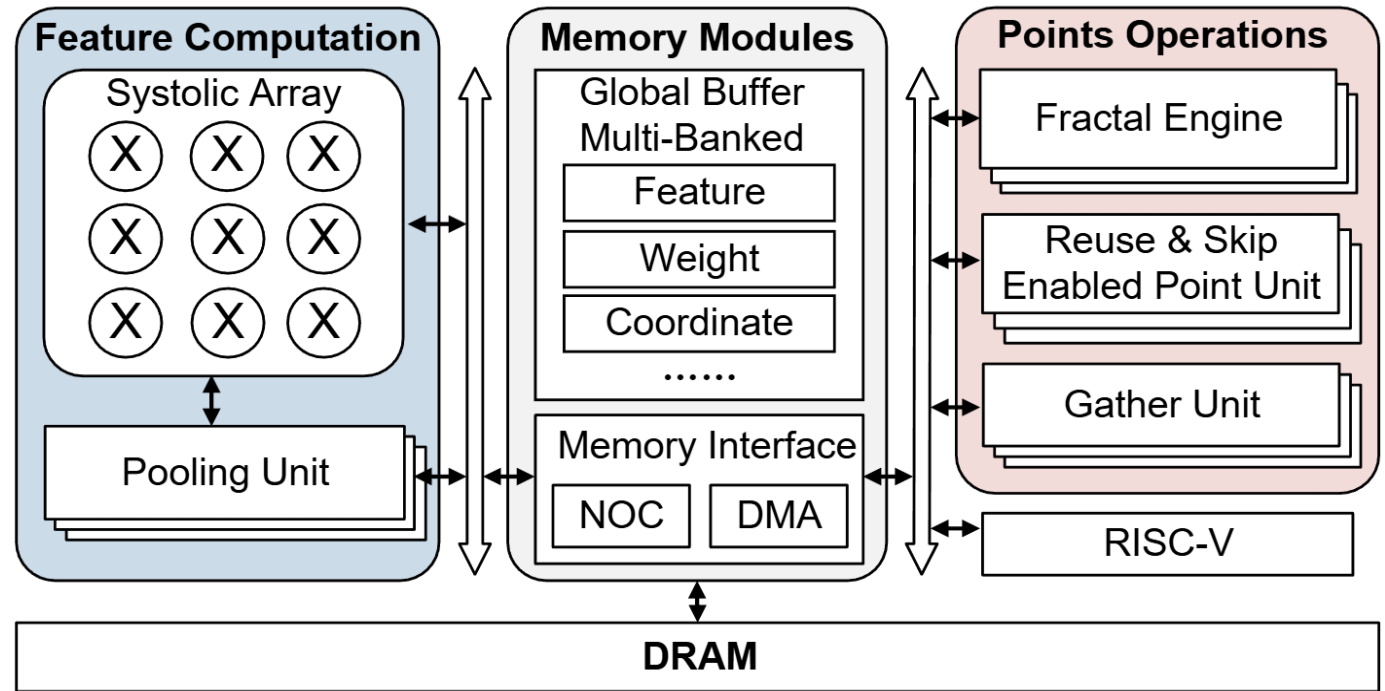 Feature Computation
Systolic Array
X X X
X X X
X X X
Pooling Unit
Memory Modules
Global Buffer
Multi-Banked
Feature
Weight
Coordinate
......
Memory Interface
NOC DMA
Points Operations
Fractal Engine
Reuse & Skip
Enabled Point Unit
Gather Unit
RISC-V
DRAM